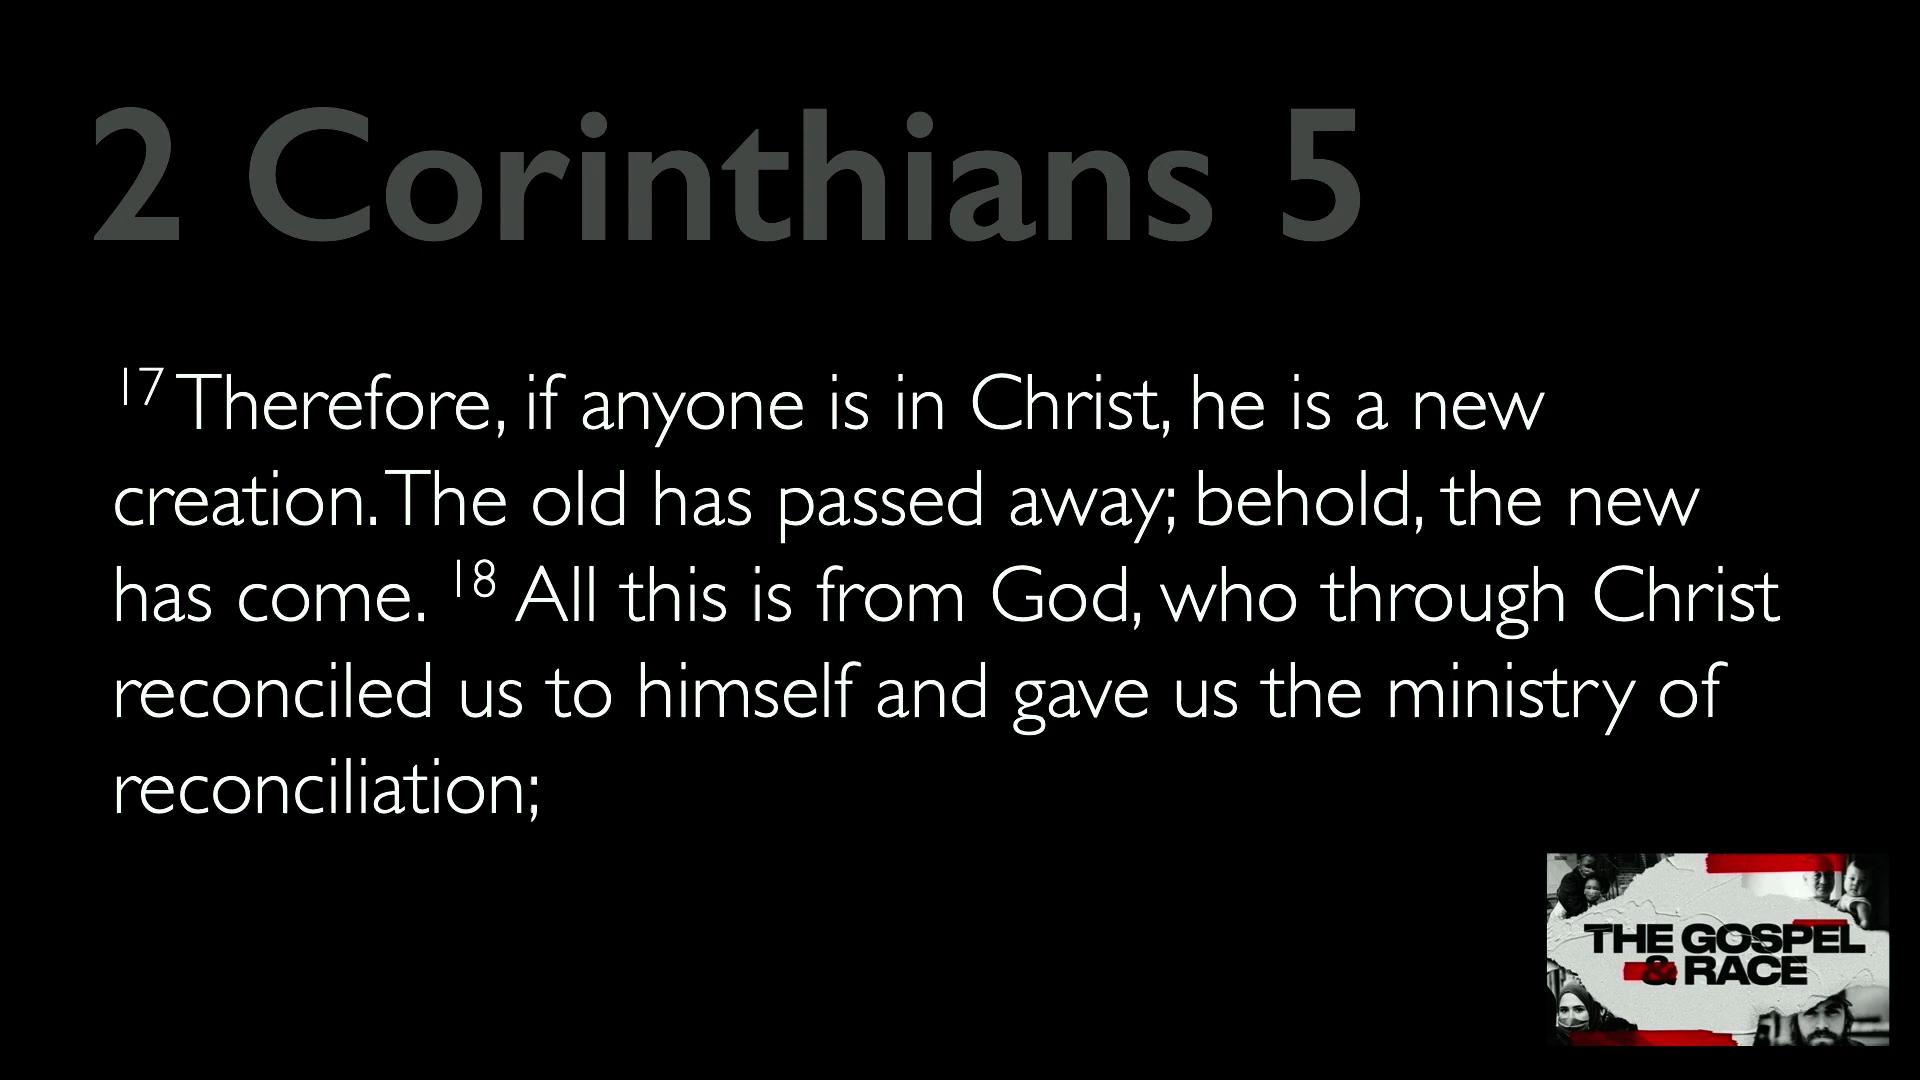 2 Corinthians 5
17 Therefore, if anyone is in Christ, he is a new
creation. The old has passed away; behold, the new
has come. 18 All this is from God, who through Christ
reconciled us to himself and gave us the ministry of
reconciliation;
THE GOSPEL
& RACE